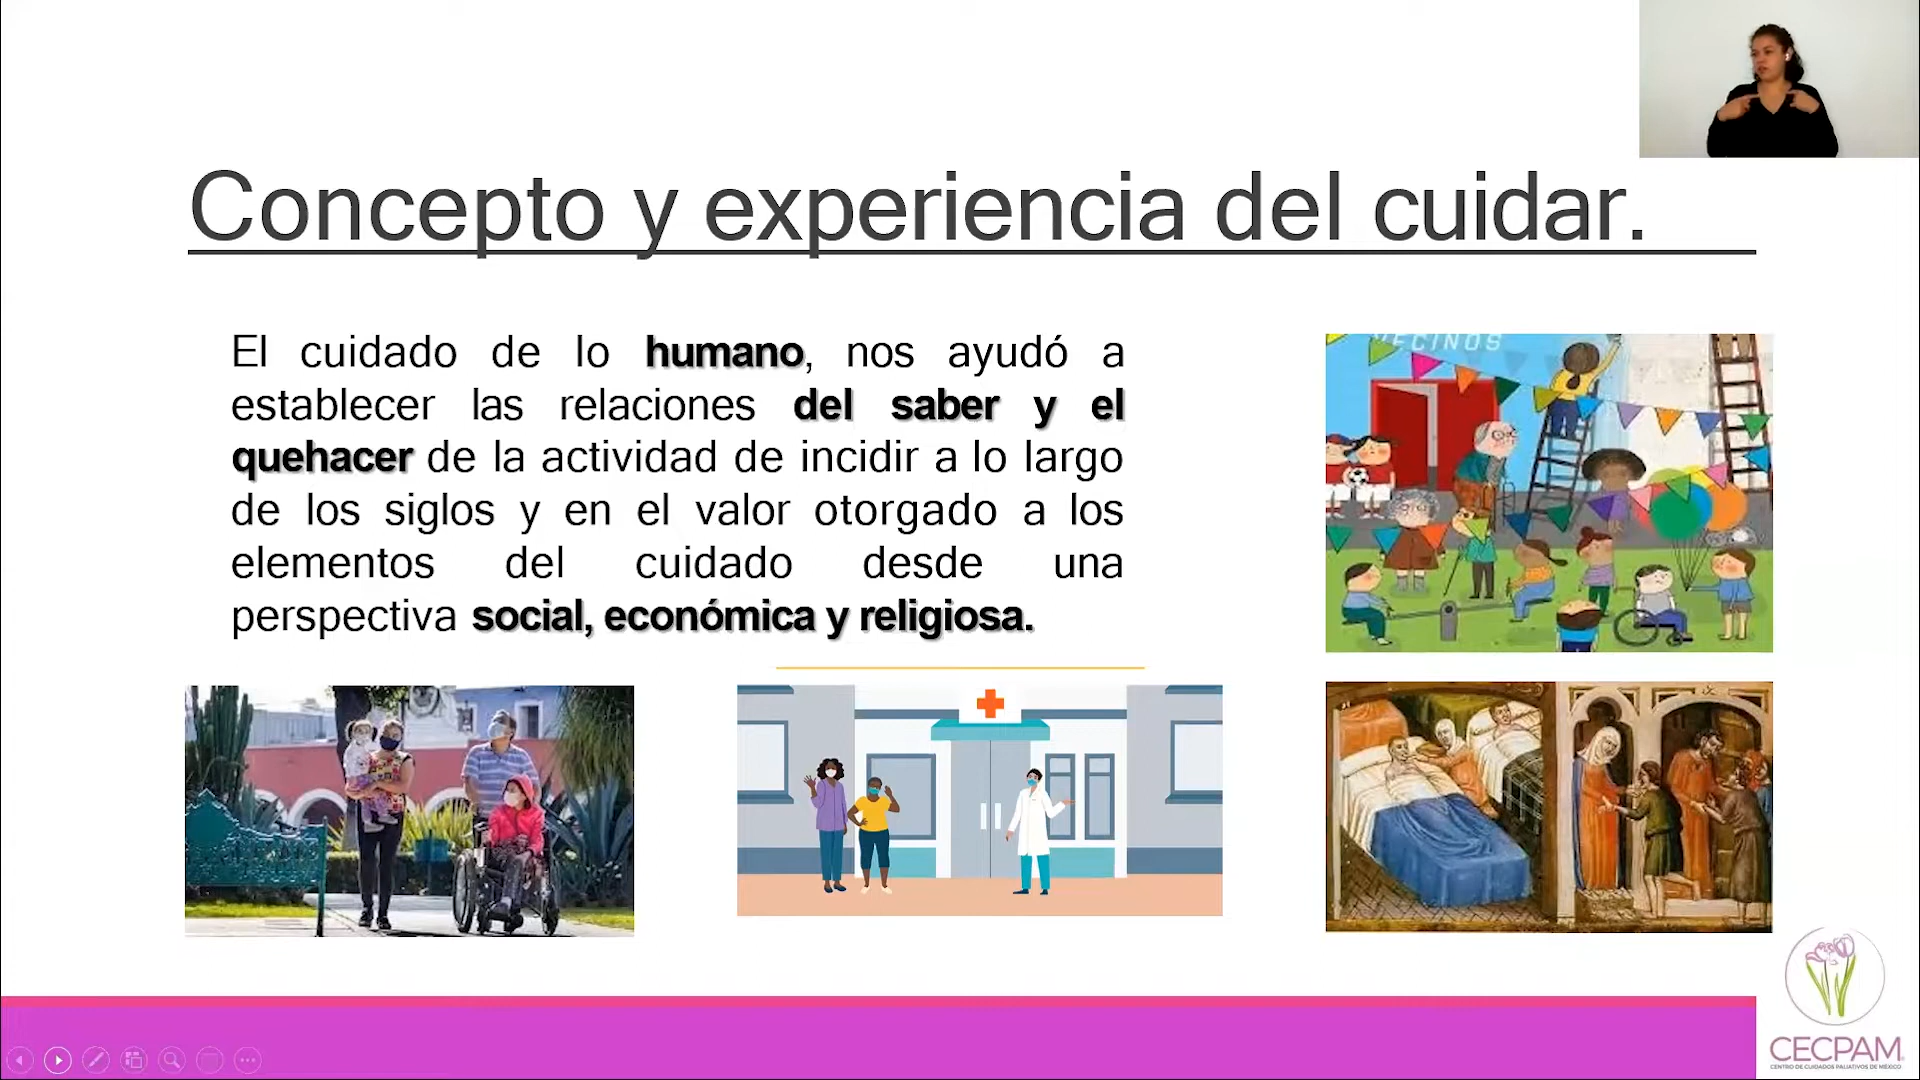 Concepto y experiencia del cuidar.
El cuidado de lo humano, nos ayudó a
establecer las relaciones del saber y el
quehacer de la actividad de incidir a lo largo
de los siglos y en el valor otorgado a los
elementos del cuidado desde una
perspectiva social, económica y religiosa.
CECPAM
CENTRO DE CUIDADOS PALIATIVOS DE MÉXICO